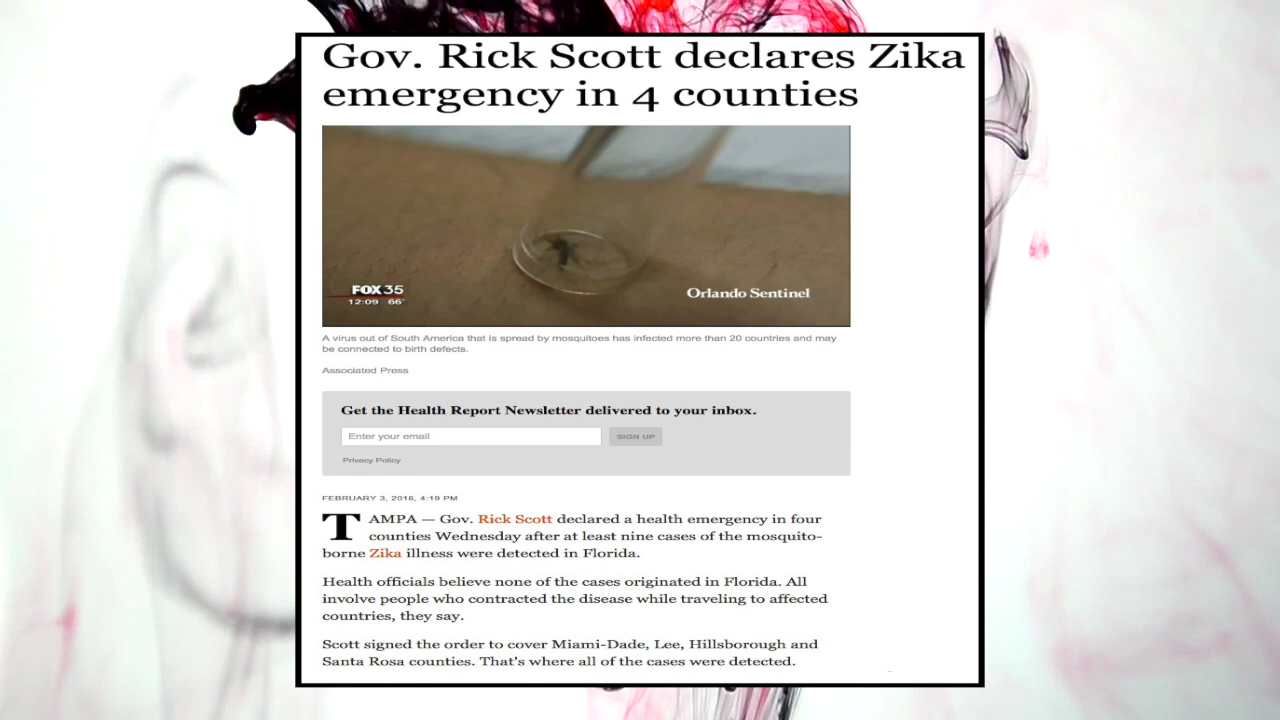 Gov. Rick Scott declares Zika
emergency in 4 counties
FOX 35
12:09 66°
Orlando Sentinel
A virus out of South America that is spread by mosquitoes has infected more than 20 countries and may
be connected to birth defects.
Associated Press
Get the Health Report Newsletter delivered to your inbox.
Enter your email
SIGN UP
Privacy Policy
FEBRUARY 3, 2016, 4:19 PM
TAMPA — Gov. Rick Scott declared a health emergency in four
counties Wednesday after at least nine cases of the mosquito-
borne Zika illness were detected in Florida.
Health officials believe none of the cases originated in Florida. All
involve people who contracted the disease while traveling to affected
countries, they say.
Scott signed the order to cover Miami-Dade, Lee, Hillsborough and
Santa Rosa counties. That's where all of the cases were detected.